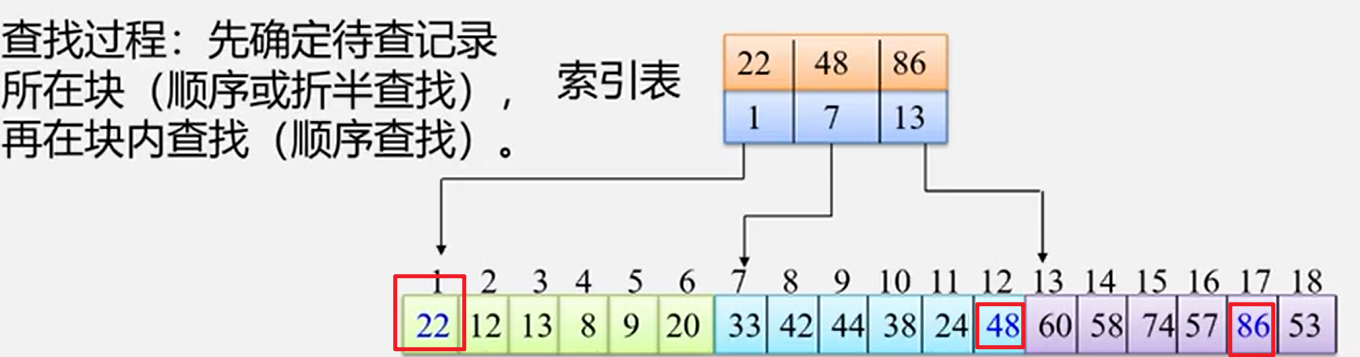 查找过程：先确定待查记录
所在块（顺序或折半查找），
再在块内查找（顺序查找）。
索引表
22 48 86
1 7 13
1 2 3 4 5 6 7 8 9 10 11 12 13 14 15 16 17 18
22 12 13 8 9 20 33 42 44 38 24 48 60 58 74 57 86 53